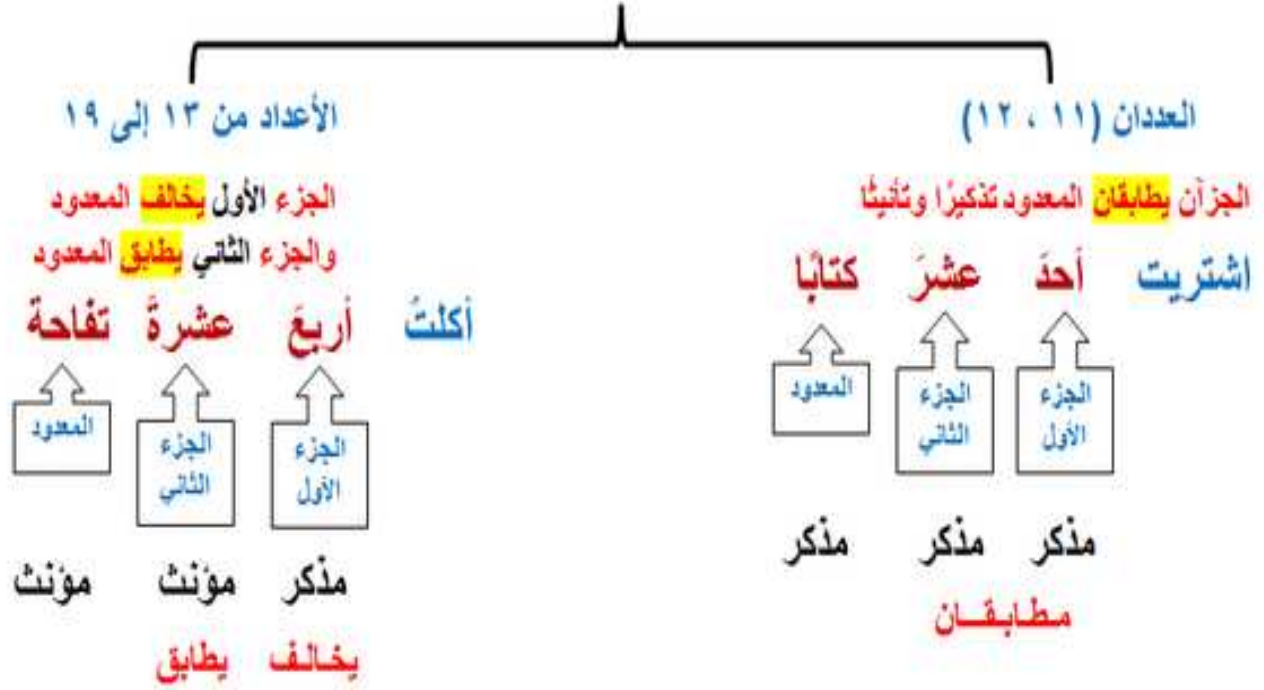 العددان (١١ ، ١٢)
الجزآن يطابقان المعدود تذكيرًا وتأنيثًا
اشتريت أحدَ عشرَ كتابًا
الجزء الأول
الجزء الثاني
المعدود
مذكر مذكر مذكر
مطابقـــان
الأعداد من ١٣ إلى ١٩
الجزء الأول يخالف المعدود
والجزء الثاني يطابق المعدود
أكلتُ أربعَ عشرةَ تفاحة
الجزء الأول
الجزء الثاني
المعدود
مذكر مؤنث مؤنث
يخالف يطابق